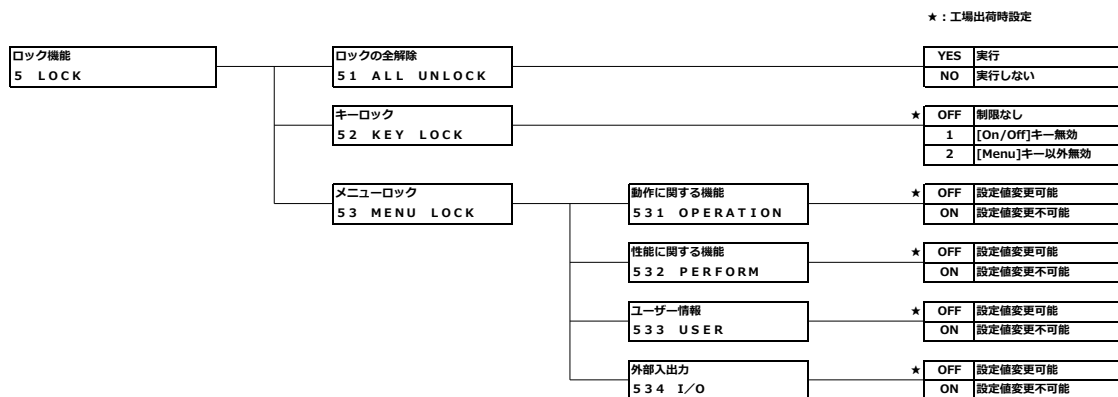 ★：工場出荷時設定
ロック機能
５　ＬＯＣＫ
ロックの全解除
５１　ＡＬＬ　ＵＮＬＯＣＫ
YES 実行
NO 実行しない
キーロック
５２　ＫＥＹ　ＬＯＣＫ
★ OFF 制限なし
1 [On/Off]キー無効
2 [Menu]キー以外無効
メニューロック
５３　ＭＥＮＵ　ＬＯＣＫ
動作に関する機能
５３１　ＯＰＥＲＡＴＩＯＮ
★ OFF 設定値変更可能
ON 設定値変更不可能
性能に関する機能
５３２　ＰＥＲＦＯＲＭ
★ OFF 設定値変更可能
ON 設定値変更不可能
ユーザー情報
５３３　ＵＳＥＲ
★ OFF 設定値変更可能
ON 設定値変更不可能
外部入出力
５３４　Ｉ／Ｏ
★ OFF 設定値変更可能
ON 設定値変更不可能